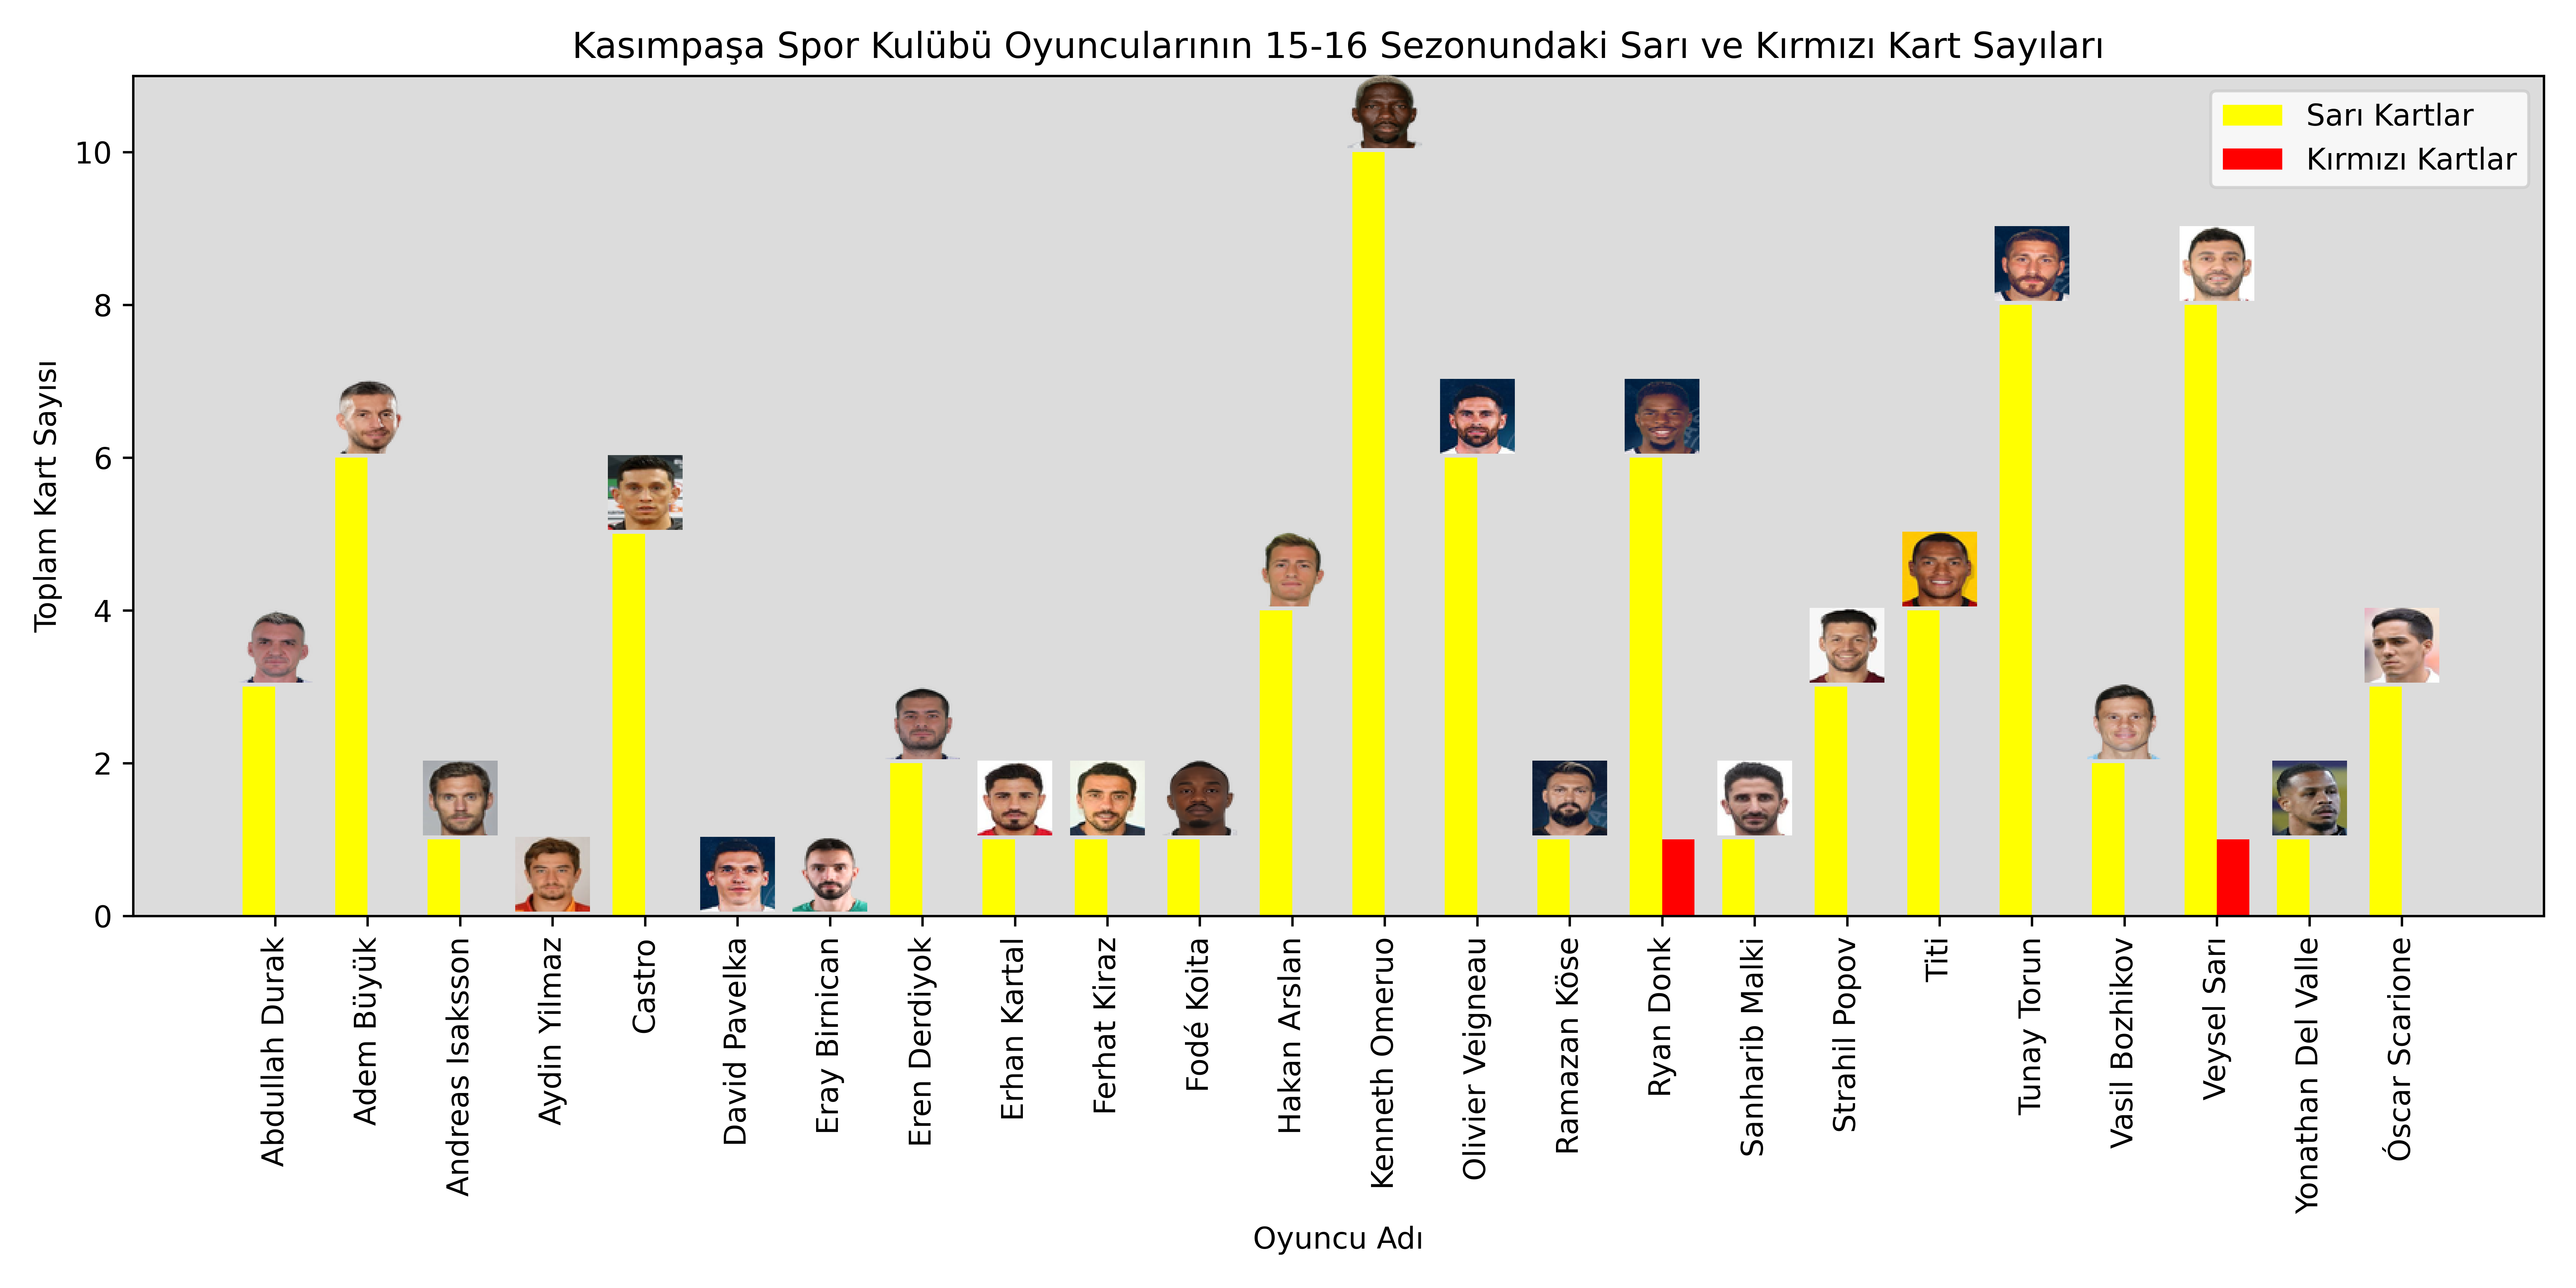 Kasımpaşa Spor Kulübü Oyuncularının 15-16 Sezonundaki Sarı ve Kırmızı Kart Sayıları
Sarı Kartlar
Kırmızı Kartlar
Toplam Kart Sayısı
10
8
6
4
2
0
Abdullah Durak
Adem Büyük
Andreas Isaksson
Aydin Yilmaz
Castro
David Pavelka
Eray Birnican
Eren Derdiyok
Erhan Kartal
Ferhat Kiraz
Fodé Koita
Hakan Arslan
Kenneth Omeruo
Olivier Veigneau
Ramazan Köse
Ryan Donk
Sanharib Malki
Strahil Popov
Titi
Tunay Torun
Vasil Bozhikov
Veysel Sarı
Yonathan Del Valle
Óscar Scarione
Oyuncu Adı